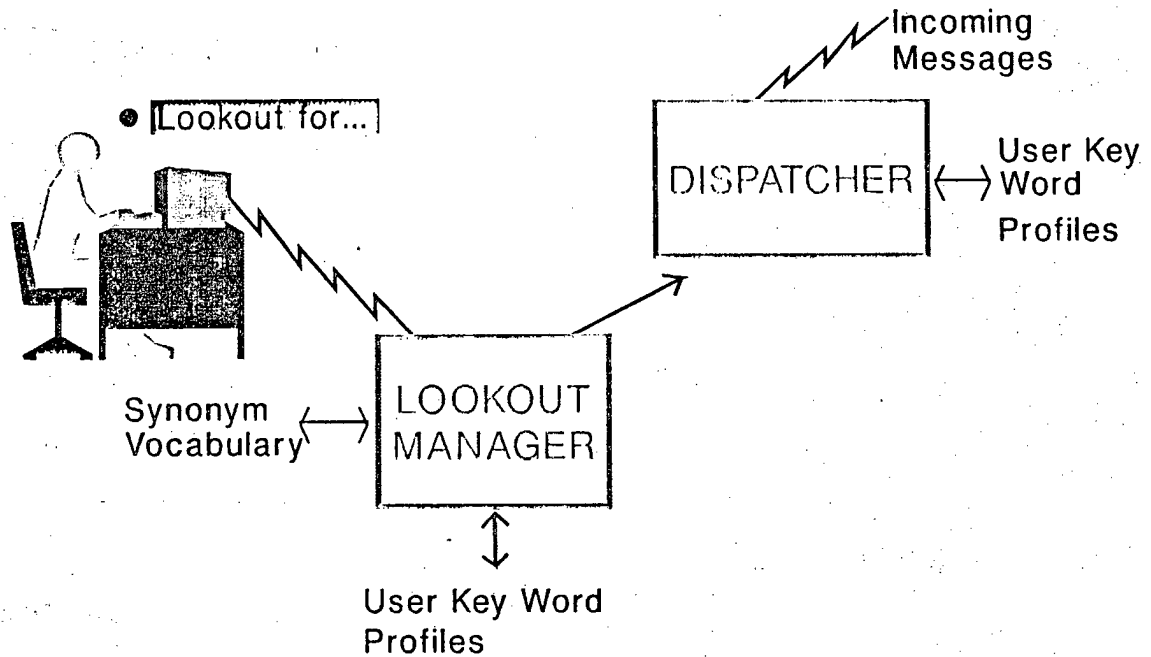 Incoming
Messages
Lookout for...
DISPATCHER
User Key
Word
Profiles
LOOKOUT
MANAGER
Synonym
Vocabulary
User Key Word
Profiles